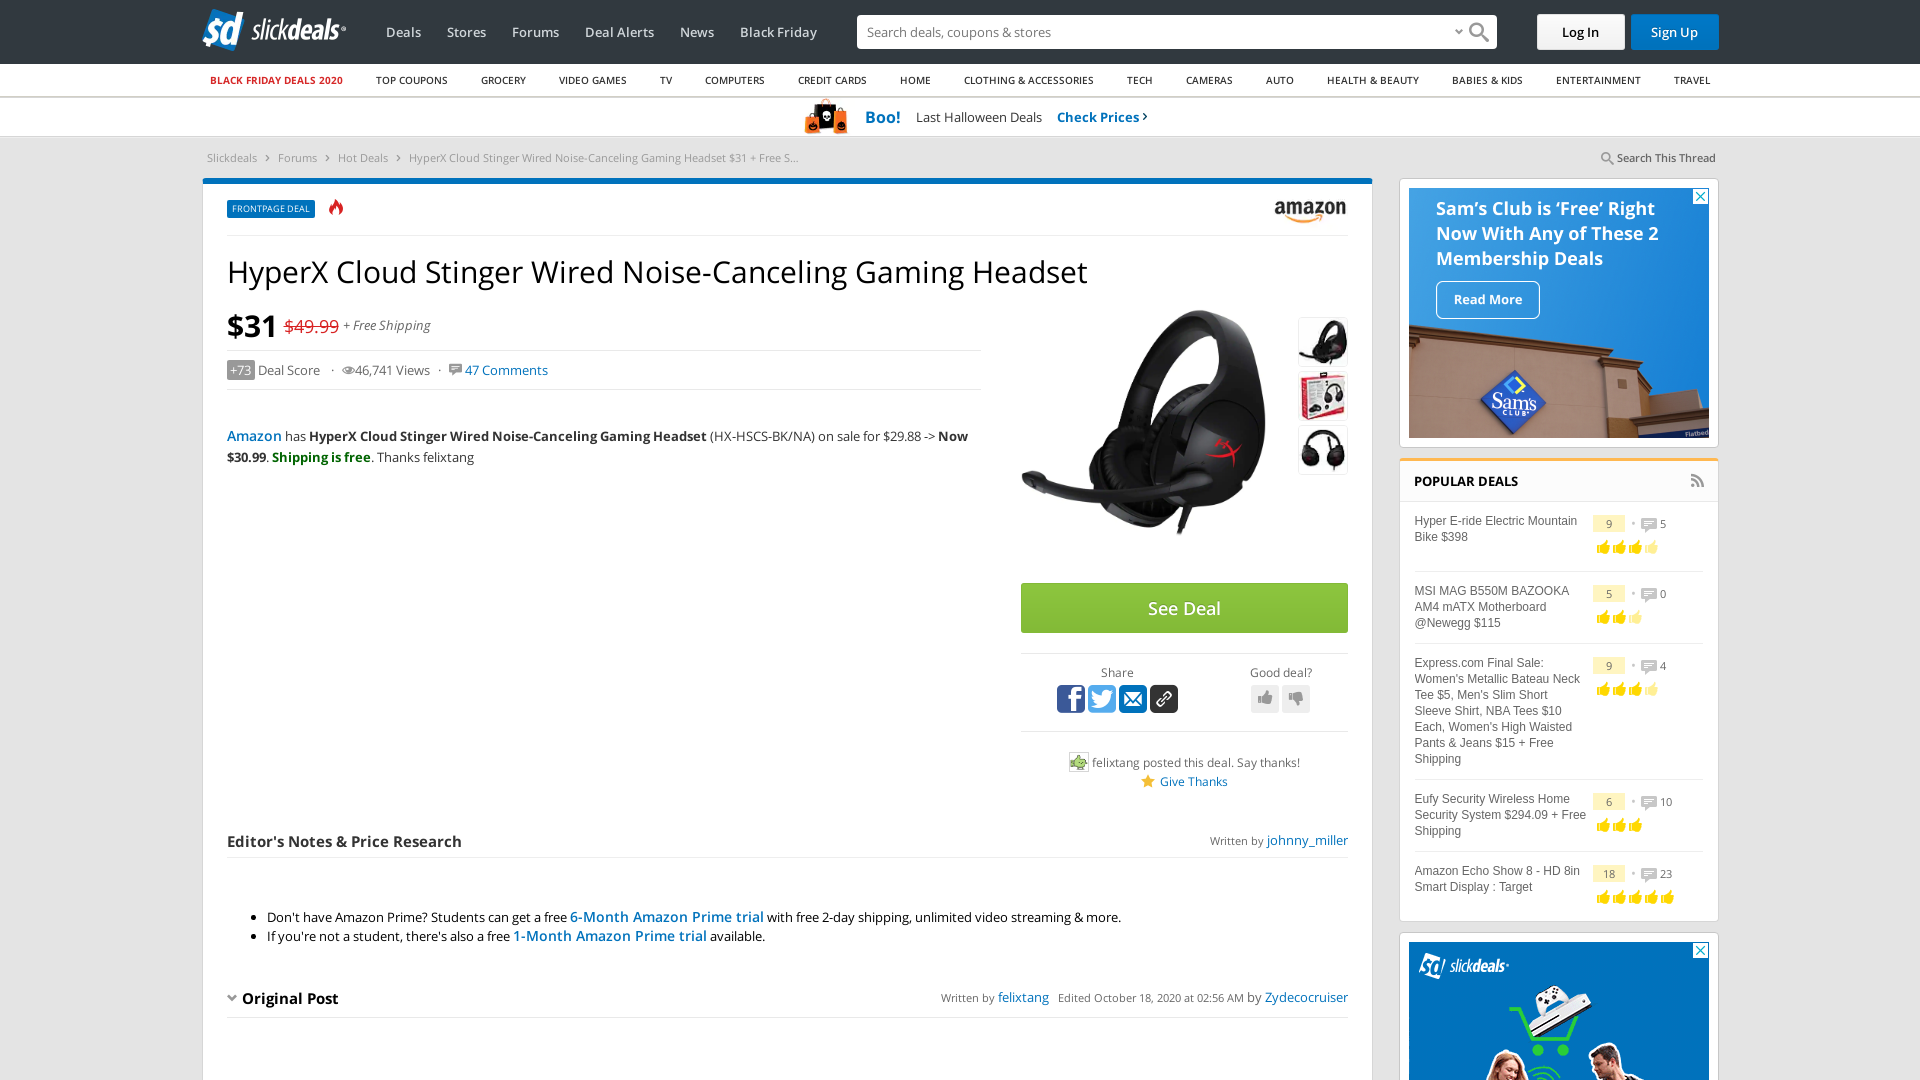 sd slickdeals
Deals
Stores
Forums
Deal Alerts
News
Black Friday
Search deals, coupons & stores
Log In
Sign Up
BLACK FRIDAY DEALS 2020
TOP COUPONS
GROCERY
VIDEO GAMES
TV
COMPUTERS
CREDIT CARDS
HOME
CLOTHING & ACCESSORIES
TECH
CAMERAS
AUTO
HEALTH & BEAUTY
BABIES & KIDS
ENTERTAINMENT
TRAVEL
Boo! Last Halloween Deals Check Prices ›
Slickdeals › Forums › Hot Deals › HyperX Cloud Stinger Wired Noise-Canceling Gaming Headset $31 + Free S...
Search This Thread
FRONTPAGE DEAL
amazon
HyperX Cloud Stinger Wired Noise-Canceling Gaming Headset
$31 $49.99 + Free Shipping
+73 Deal Score · 46,741 Views · 47 Comments
Amazon has HyperX Cloud Stinger Wired Noise-Canceling Gaming Headset (HX-HSCS-BK/NA) on sale for $29.88 -> Now
$30.99. Shipping is free. Thanks felixtang
See Deal
Share
Good deal?
felixtang posted this deal. Say thanks!
Give Thanks
Editor's Notes & Price Research
Written by johnny_miller
• Don't have Amazon Prime? Students can get a free 6-Month Amazon Prime trial with free 2-day shipping, unlimited video streaming & more.
• If you're not a student, there's also a free 1-Month Amazon Prime trial available.
Original Post
Written by felixtang Edited October 18, 2020 at 02:56 AM by Zydecocruiser
Sam's Club is 'Free' Right
Now With Any of These 2
Membership Deals
Read More
Sam's
CLUB
Flatbed
POPULAR DEALS
Hyper E-ride Electric Mountain
Bike $398
9 • 5
MSI MAG B550M BAZOOKA
AM4 mATX Motherboard
@Newegg $115
5 • 0
Express.com Final Sale:
Women's Metallic Bateau Neck
Tee $5, Men's Slim Short
Sleeve Shirt, NBA Tees $10
Each, Women's High Waisted
Pants & Jeans $15 + Free
Shipping
9 • 4
Eufy Security Wireless Home
Security System $294.09 + Free
Shipping
6 • 10
Amazon Echo Show 8 - HD 8in
Smart Display : Target
18 • 23
sd slickdeals